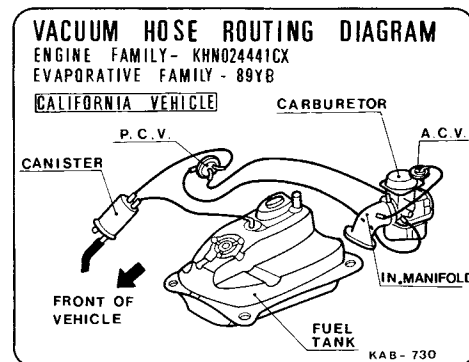 VACUUM HOSE ROUTING DIAGRAM
ENGINE FAMILY- KHN024441CX
EVAPORATIVE FAMILY - 89YB
CALIFORNIA VEHICLE
CARBURETOR
P.C.V.
A.C.V.
CANISTER
IN.MANIFOLD
FRONT OF
VEHICLE
FUEL
TANK
KAB-730